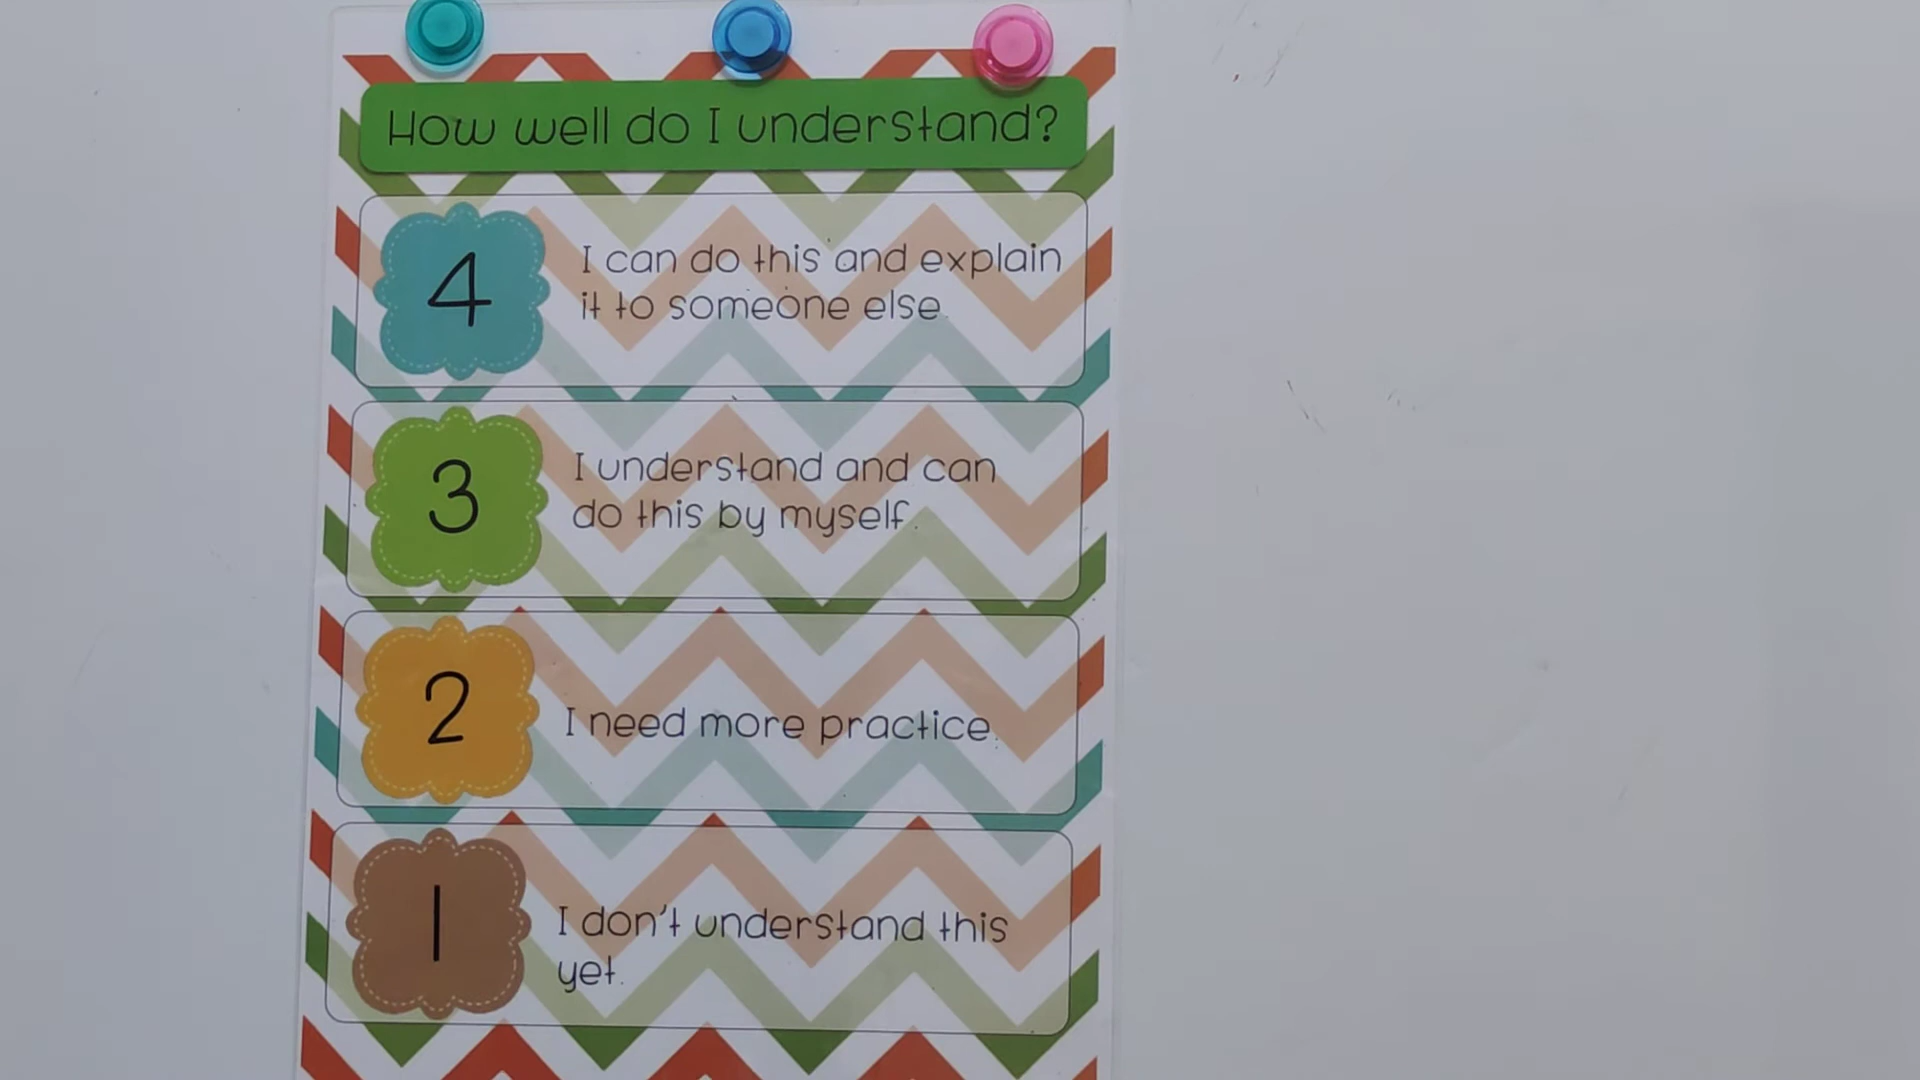 How well do I understand?
4
I can do this and explain
it to someone else.
3
I understand and can
do this by myself.
2
I need more practice.
1
I don't understand this
yet.